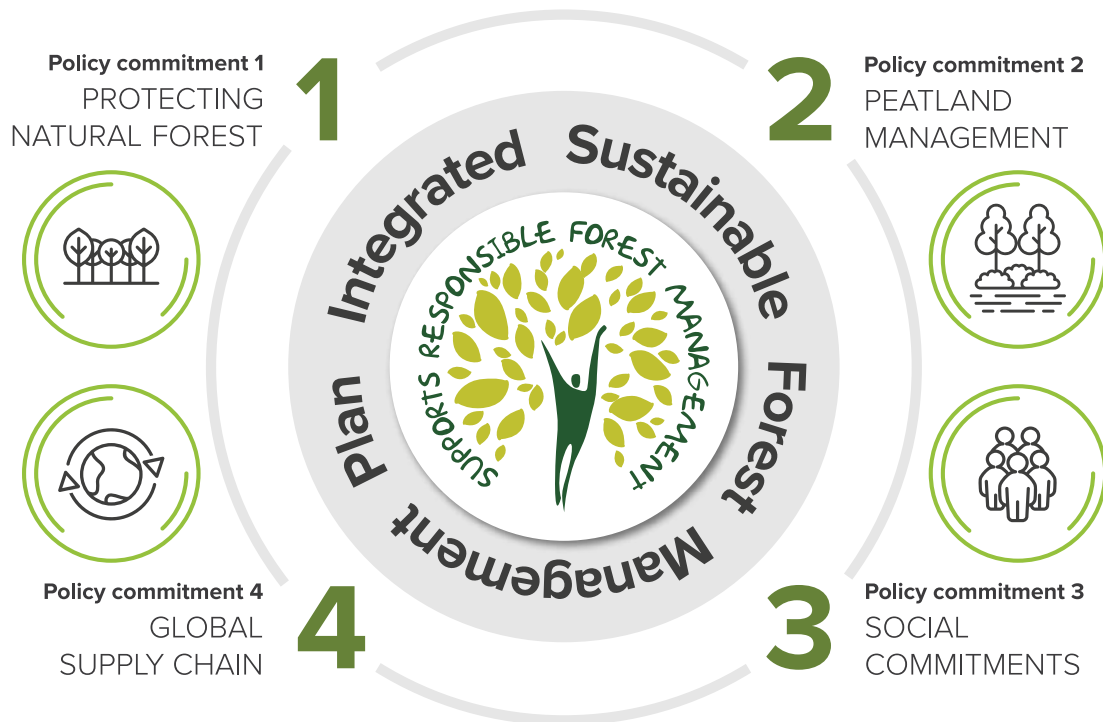 Policy commitment 1
PROTECTING
NATURAL FOREST
1
2
Policy commitment 2
PEATLAND
MANAGEMENT
Integrated Sustainable Forest Management Plan
SUPPORTS RESPONSIBLE FOREST MANAGEMENT
Policy commitment 4
GLOBAL
SUPPLY CHAIN
4
3
Policy commitment 3
SOCIAL
COMMITMENTS